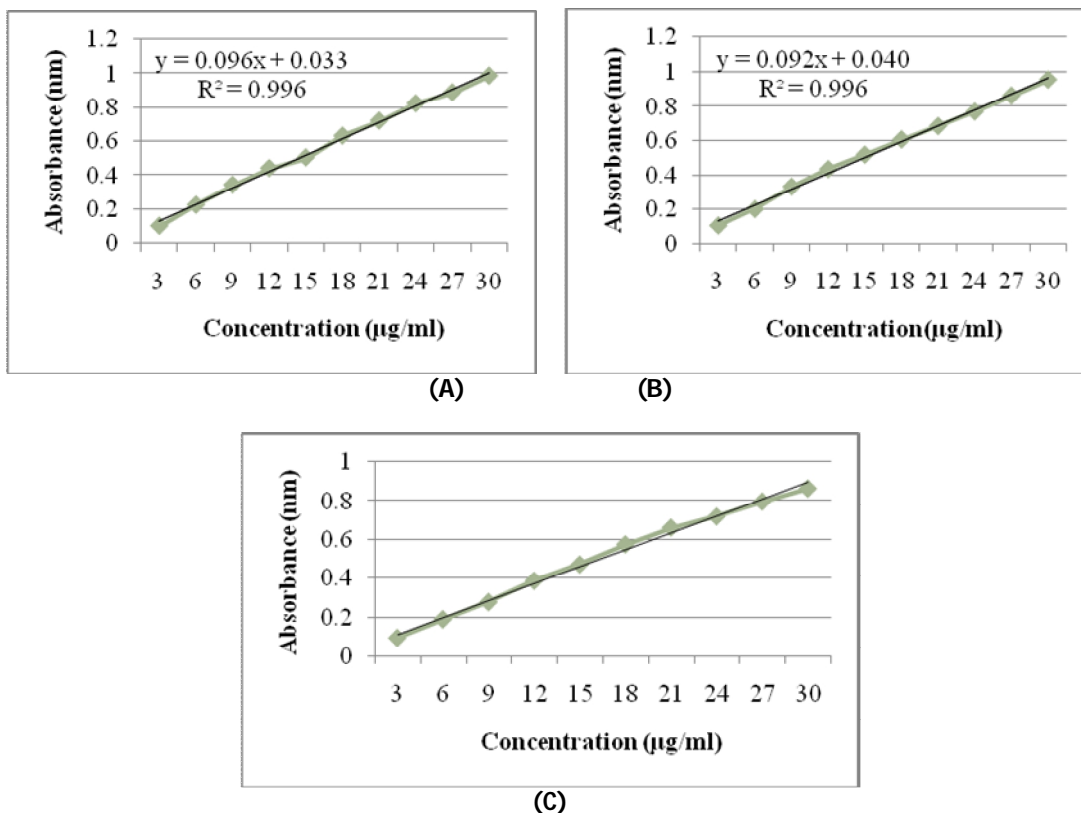 1.2
1
0.8
0.6
0.4
0.2
0
y = 0.096x + 0.033
R² = 0.996
Absorbance (nm)
3 6 9 12 15 18 21 24 27 30
Concentration (µg/ml)
(A)
1.2
1
0.8
0.6
0.4
0.2
0
y = 0.092x + 0.040
R² = 0.996
Absorbance (nm)
3 6 9 12 15 18 21 24 27 30
Concentration(µg/ml)
(B)
1
0.8
0.6
0.4
0.2
0
Absorbance (nm)
3 6 9 12 15 18 21 24 27 30
Concentration (µg/ml)
(C)